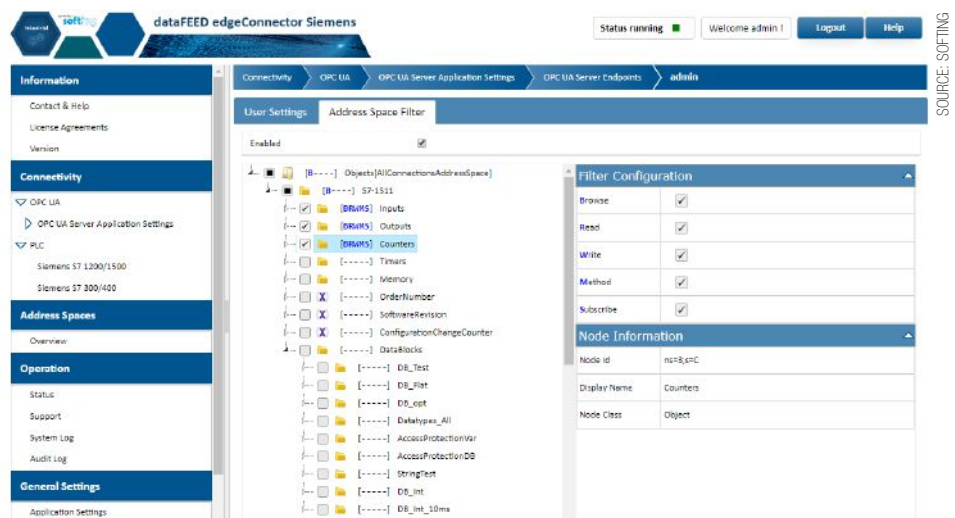 industrial
softing
dataFEED edgeConnector Siemens
Status running
Welcome admin !
Logout
Help
SOURCE: SOFTING
Information
Contact & Help
License Agreements
Version
Connectivity
OPC UA
OPC UA Server Application Settings
PLC
Siemens S7 1200/1500
Siemens S7 300/400
Address Spaces
Overview
Operation
Status
Support
System Log
Audit Log
General Settings
Application Settings
Connectivity OPC UA OPC UA Server Application Settings OPC UA Server Endpoints admin
User Settings Address Space Filter
Enabled
[B----] Objects[AllConnectionsAddressSpace]
[B----] S7-1511
[BRWMS] Inputs
[BRWMS] Outputs
[BRWMS] Counters
[-----] Timers
[-----] Memory
[-----] OrderNumber
[-----] SoftwareRevision
[-----] ConfigurationChangeCounter
[-----] DataBlocks
[-----] DB_Test
[-----] DB_Flat
[-----] DB_opt
[-----] Datatypes_All
[-----] AccessProtectionVar
[-----] AccessProtectionDB
[-----] StringTest
[-----] DB_Int
[-----] DB_Int_10ms
Filter Configuration
Browse
Read
Write
Method
Subscribe
Node Information
Node id ns=3;s=C
Display Name Counters
Node Class Object